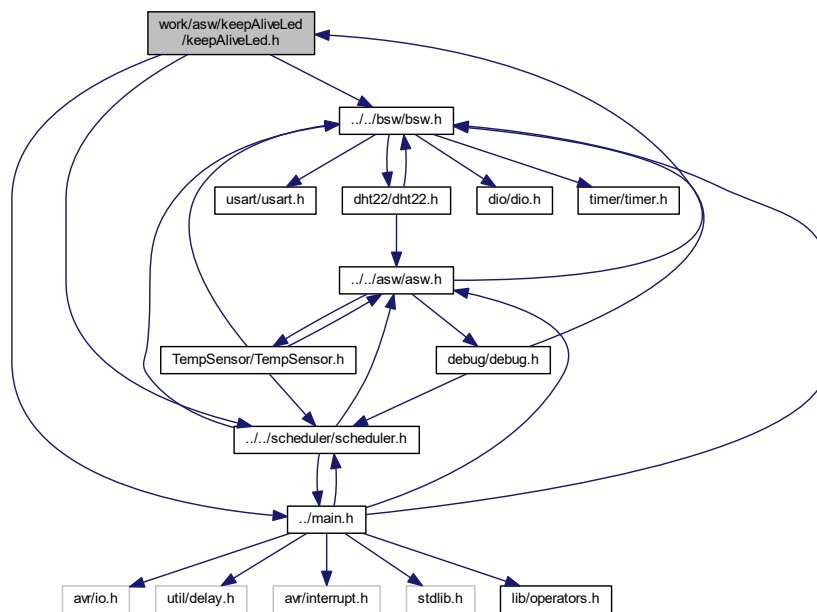 work/asw/keepAliveLed
/keepAliveLed.h
../../bsw/bsw.h
usart/usart.h
dht22/dht22.h
dio/dio.h
timer/timer.h
../../asw/asw.h
TempSensor/TempSensor.h
debug/debug.h
../../scheduler/scheduler.h
../main.h
avr/io.h
util/delay.h
avr/interrupt.h
stdlib.h
lib/operators.h